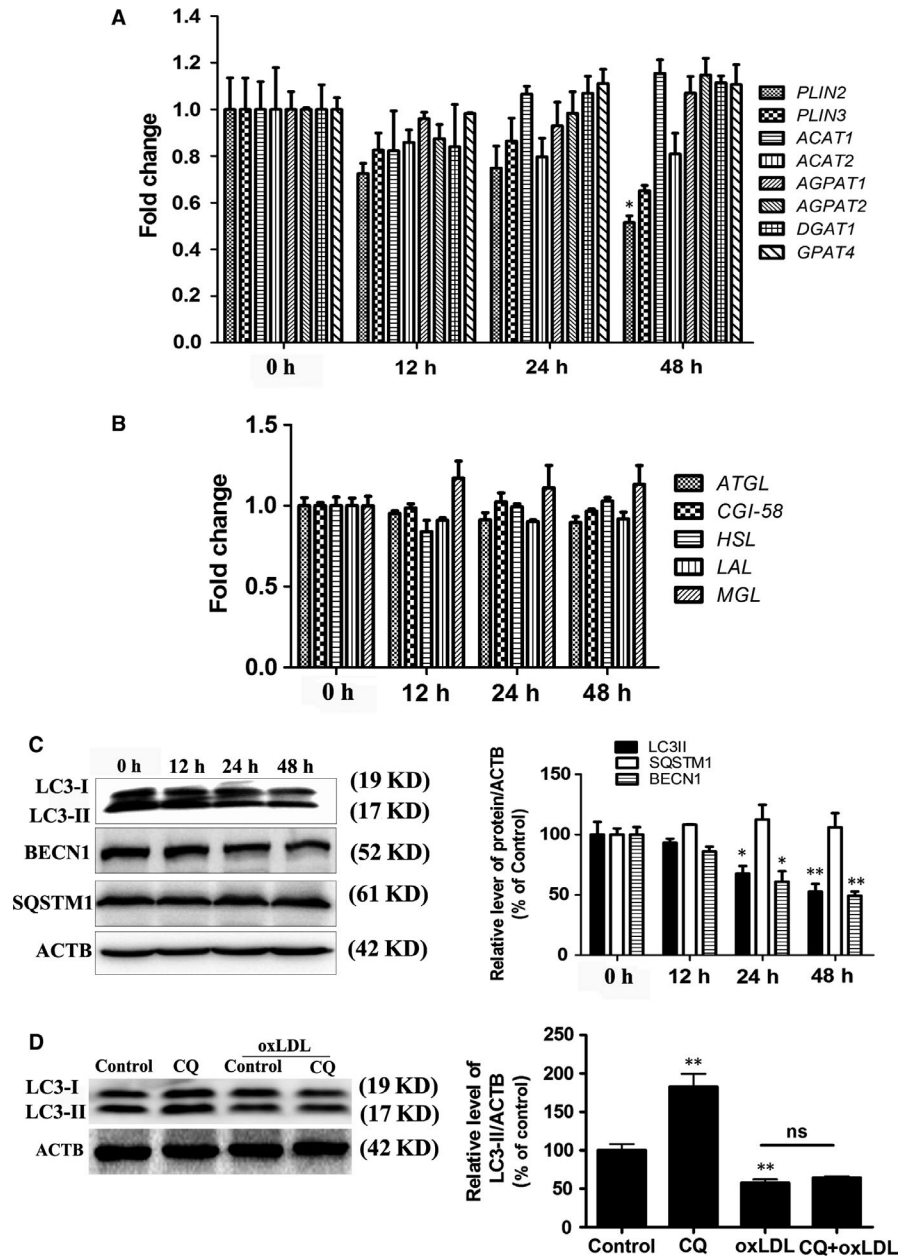 A
Fold change
1.4
1.2
1.0
0.8
0.6
0.4
0.2
0.0
*
0 h
12 h
24 h
48 h
PLIN2
PLIN3
ACAT1
ACAT2
AGPAT1
AGPAT2
DGAT1
GPAT4
B
Fold change
1.5
1.0
0.5
0.0
0 h
12 h
24 h
48 h
ATGL
CGI-58
HSL
LAL
MGL
C
0 h 12 h 24 h 48 h
LC3-I (19 KD)
LC3-II (17 KD)
BECN1 (52 KD)
SQSTM1 (61 KD)
ACTB (42 KD)
LC3II
SQSTM1
BECN1
Relative level of protein/ACTB
(% of Control)
150
100
50
0
* * ** **
0 h 12 h 24 h 48 h
D
oxLDL
Control CQ Control CQ
LC3-I (19 KD)
LC3-II (17 KD)
ACTB (42 KD)
Relative level of
LC3-II/ACTB
(% of control)
250
200
150
100
50
0
**
**
ns
Control CQ oxLDL CQ+oxLDL